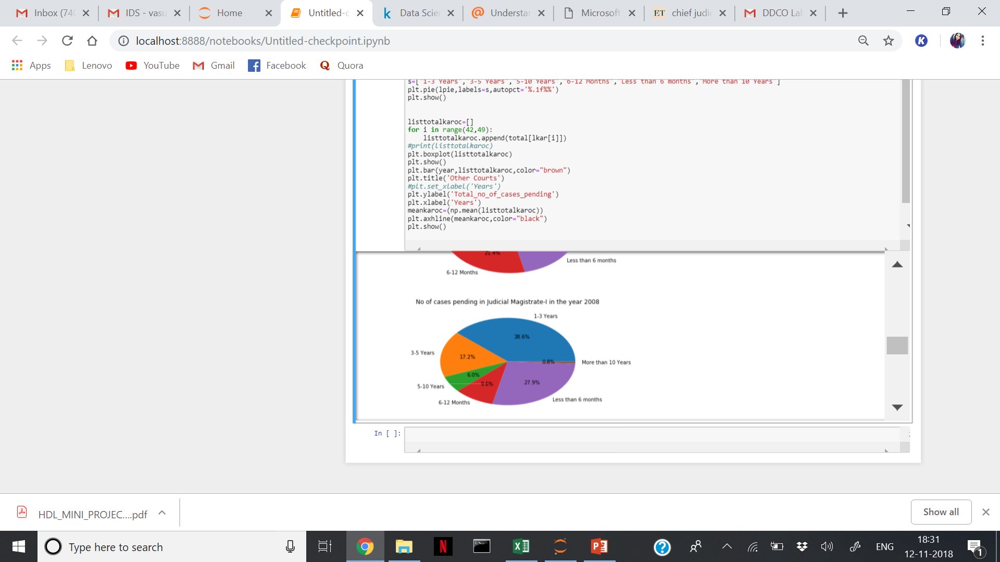 Inbox (74
IDS - vasu
Home
Untitled-c
Data Scie
Understa
Microsoft
ET chief judic
DDCO La
localhost:8888/notebooks/Untitled-checkpoint.ipynb
Apps Lenovo YouTube Gmail Facebook Quora
s=["1-3 Years","3-5 Years","5-10 Years","6-12 Months","Less than 6 months","More than 10 Years"]
plt.pie(lpie,labels=s,autopct='%.1f%%')
plt.show()
listtotalkaroc=[]
for i in range(42,49):
listtotalkaroc.append(total[lkar[i]])
#print(listtotalkaroc)
plt.boxplot(listtotalkaroc)
plt.show()
plt.bar(year,listtotalkaroc,color="brown")
plt.title('Other Courts')
#plt.set_xlabel('Years')
plt.ylabel('Total_no_of_cases_pending')
plt.xlabel('Years')
meankaroc=(np.mean(listtotalkaroc))
plt.axhline(meankaroc,color="black")
plt.show()
21.4%
Less than 6 months
6-12 Months
No of cases pending in Judicial Magistrate-I in the year 2008
1-3 Years
38.6%
3-5 Years
17.2%
0.8%
More than 10 Years
6.0%
27.9%
9.6%
5-10 Years
Less than 6 months
6-12 Months
In [ ]:
HDL_MINI_PROJEC....pdf
Show all
Type here to search
ENG
18:31
12-11-2018
1